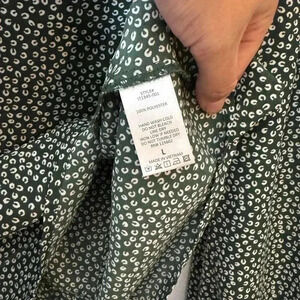 STYLE#
100% POLYESTER
HAND WASH COLD
DO NOT BLEACH
LINE DRY
IRON LOW IF NEEDED
DO NOT TUMBLE DRY
L
MADE IN VIETNAM